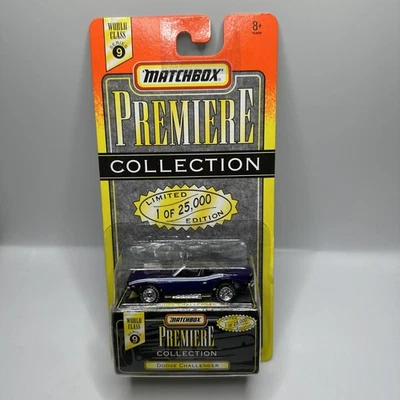 WORLD CLASS
SERIES
9
8+
MATCHBOX
PREMIERE
COLLECTION
LIMITED
1 OF 25,000
EDITION
WORLD CLASS
9
MATCHBOX
PREMIERE
COLLECTION
DODGE CHALLENGER